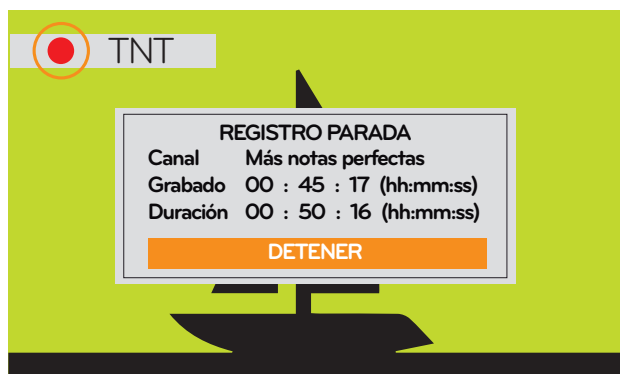 TNT
REGISTRO PARADA
Canal Más notas perfectas
Grabado 00 : 45 : 17 (hh:mm:ss)
Duración 00 : 50 : 16 (hh:mm:ss)
DETENER